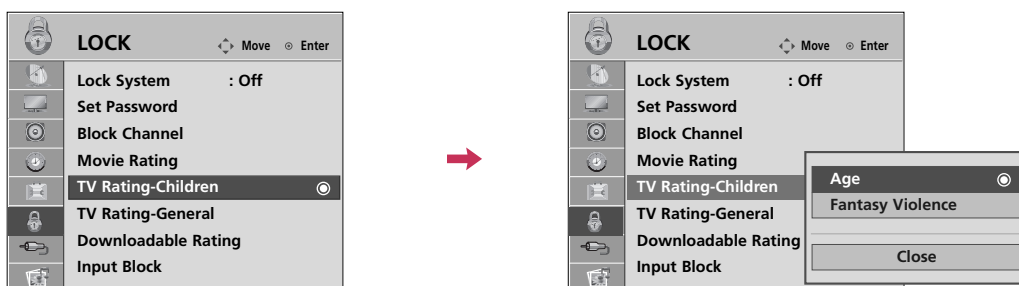 LOCK
Move
Enter
Lock System : Off
Set Password
Block Channel
Movie Rating
TV Rating-Children
TV Rating-General
Downloadable Rating
Input Block
LOCK
Move
Enter
Lock System : Off
Set Password
Block Channel
Movie Rating
TV Rating-Children
TV Rating-General
Downloadable Rating
Input Block
Age
Fantasy Violence
Close